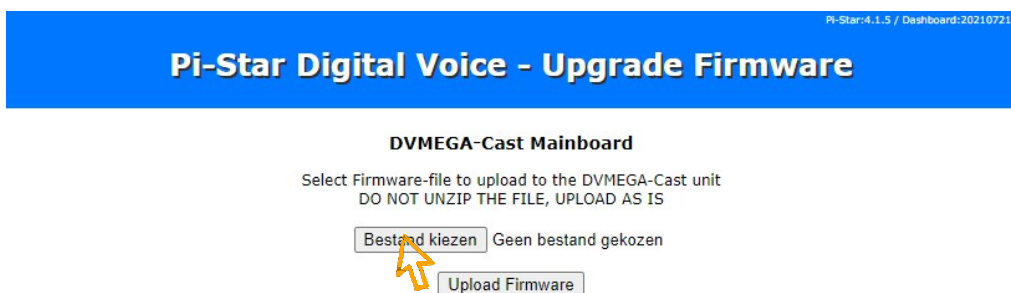 Pi-Star:4.1.5 / Dashboard:20210721
Pi-Star Digital Voice - Upgrade Firmware
DVMEGA-Cast Mainboard
Select Firmware-file to upload to the DVMEGA-Cast unit
DO NOT UNZIP THE FILE, UPLOAD AS IS
Bestand kiezen Geen bestand gekozen
Upload Firmware